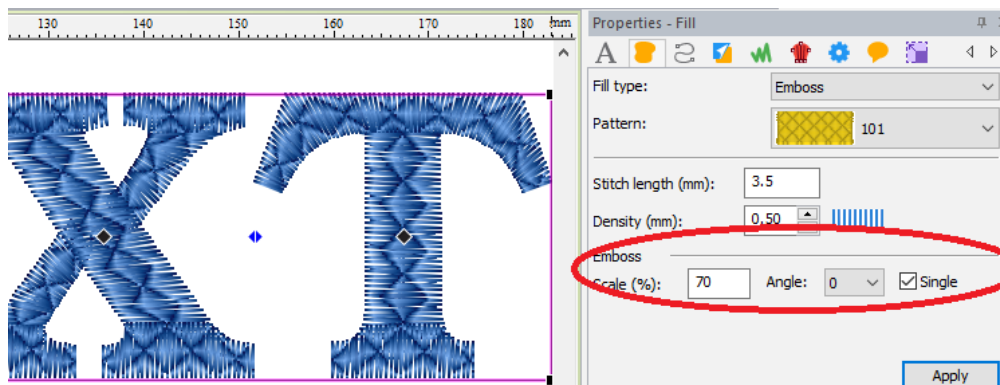 130 140 150 160 170 180 mm
XT
Properties - Fill
A
Fill type: Emboss
Pattern: 101
Stitch length (mm): 3.5
Density (mm): 0.50
Emboss
Scale (%): 70 Angle: 0 Single
Apply